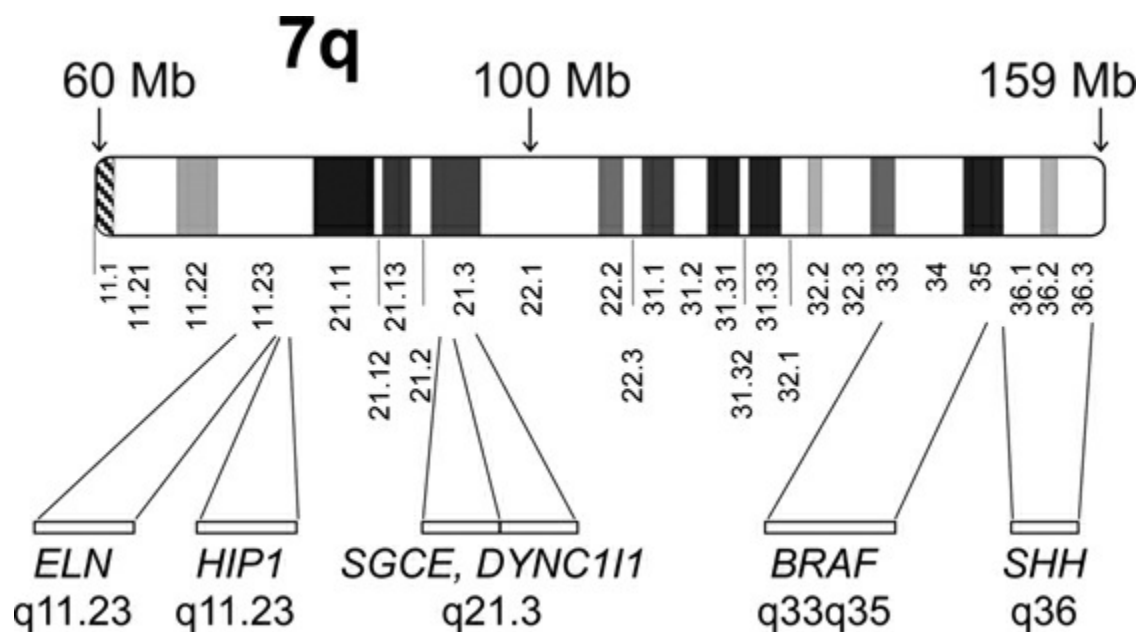 7q
60 Mb 100 Mb 159 Mb
11.1 11.21 11.22 11.23 21.11 21.13 21.3 22.1 22.2 31.1 31.2 31.31 31.33 32.2 32.3 33 34 35 36.1 36.2 36.3
21.12 21.2 22.3 31.32 32.1
ELN HIP1 SGCE, DYNC1I1 BRAF SHH
q11.23 q11.23 q21.3 q33q35 q36